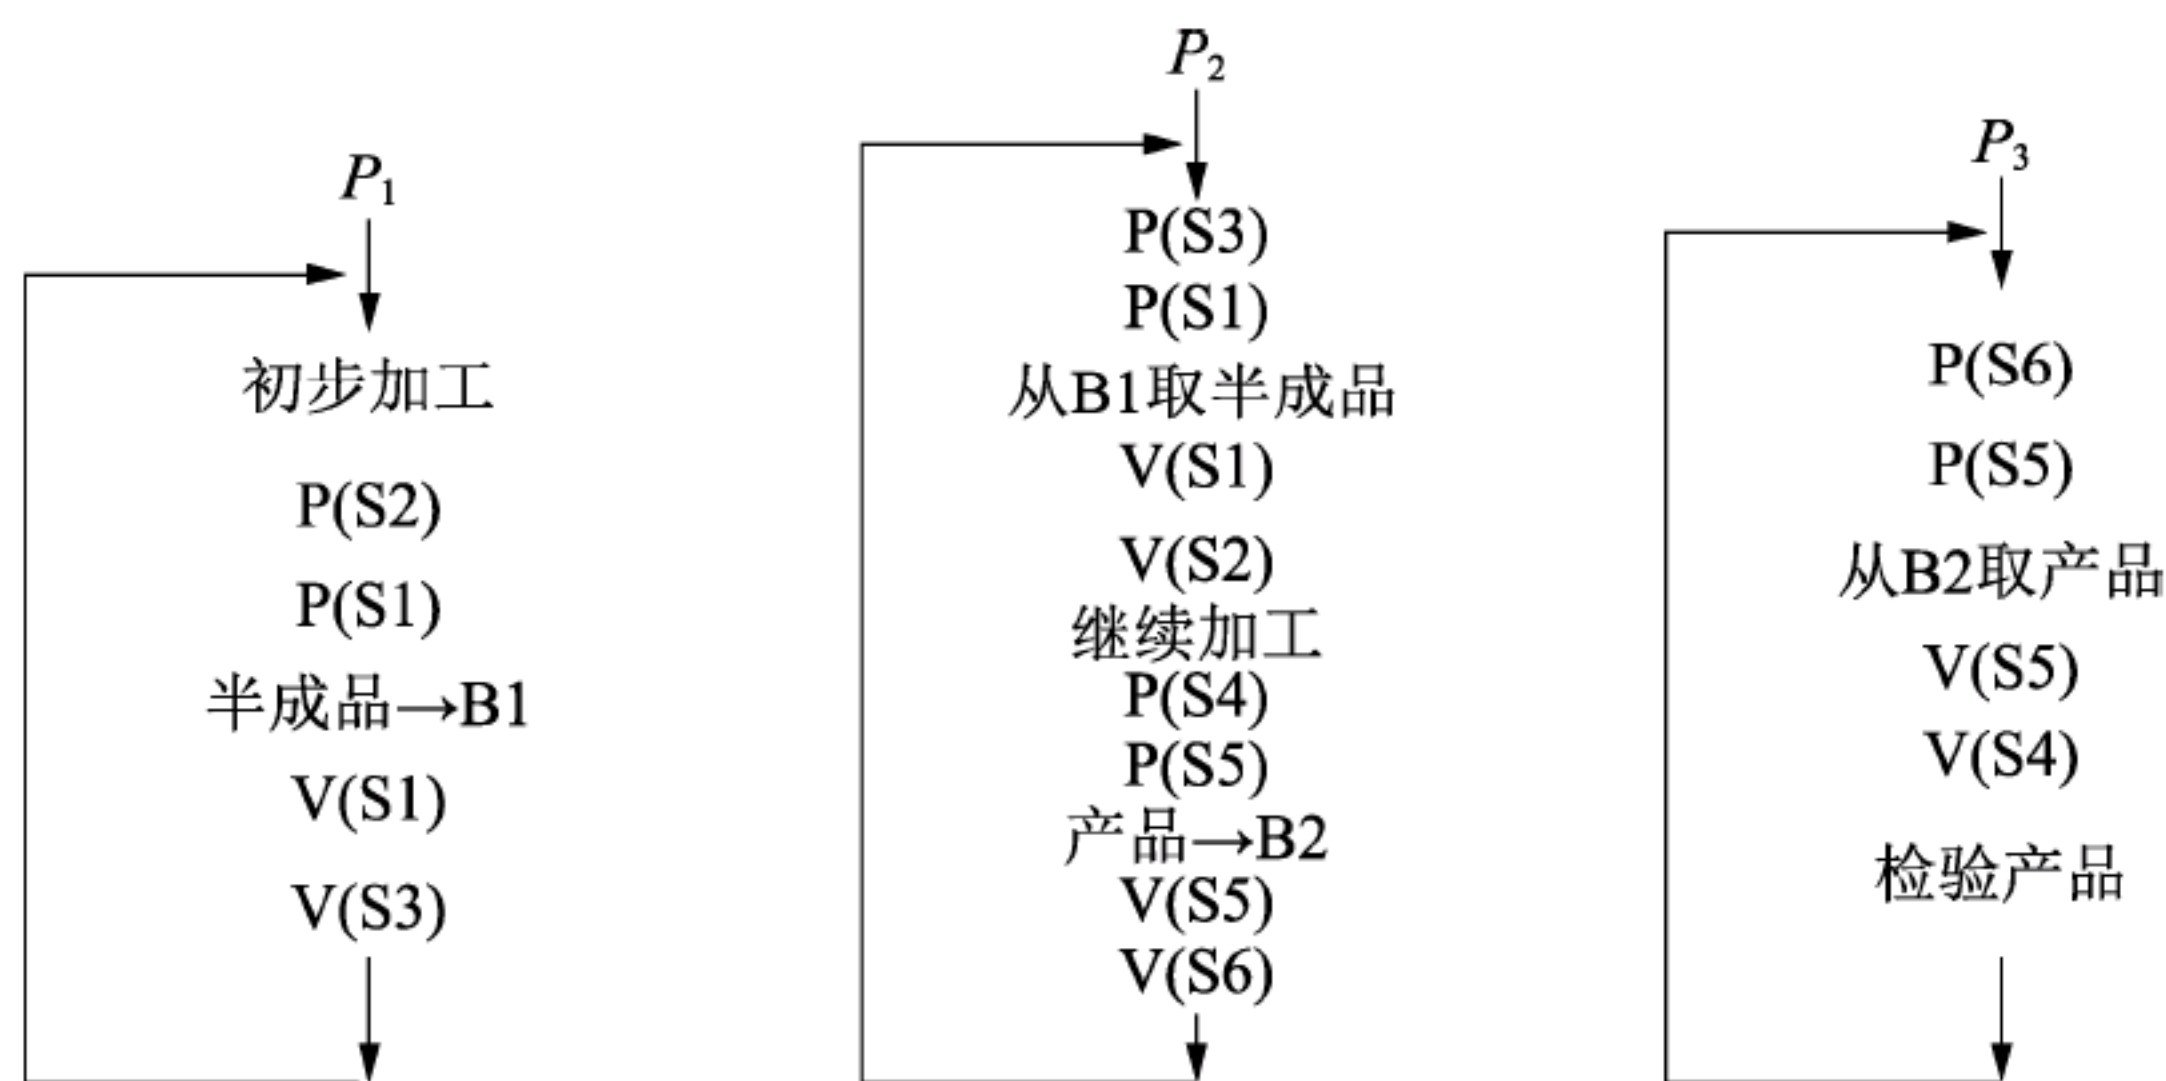 P₁
初步加工
P(S2)
P(S1)
半成品→B1
V(S1)
V(S3)
P₂
P(S3)
P(S1)
从B1取半成品
V(S1)
V(S2)
继续加工
P(S4)
P(S5)
产品→B2
V(S5)
V(S6)
P₃
P(S6)
P(S5)
从B2取产品
V(S5)
V(S4)
检验产品